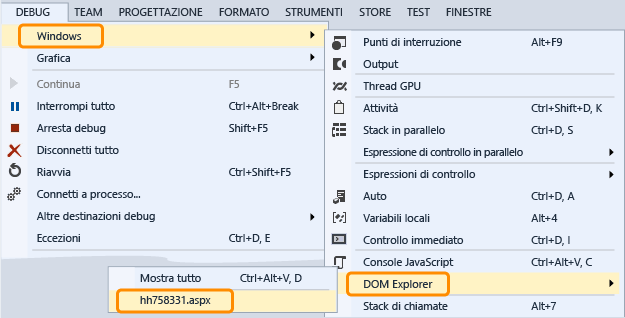 DEBUG TEAM PROGETTAZIONE FORMATO STRUMENTI STORE TEST FINESTRE
Windows
Grafica
Continua F5
Interrompi tutto Ctrl+Alt+Break
Arresta debug Shift+F5
Disconnetti tutto
Riavvia Ctrl+Shift+F5
Connetti a processo...
Altre destinazioni debug
Eccezioni Ctrl+D, E
Punti di interruzione Alt+F9
Output
Thread GPU
Attività Ctrl+Shift+D, K
Stack in parallelo Ctrl+D, S
Espressione di controllo in parallelo
Espressioni di controllo
Auto Ctrl+D, A
Variabili locali Alt+4
Controllo immediato Ctrl+D, I
Console JavaScript Ctrl+Alt+V, C
DOM Explorer
Stack di chiamate Alt+7
Mostra tutto Ctrl+Alt+V, D
hh758331.aspx